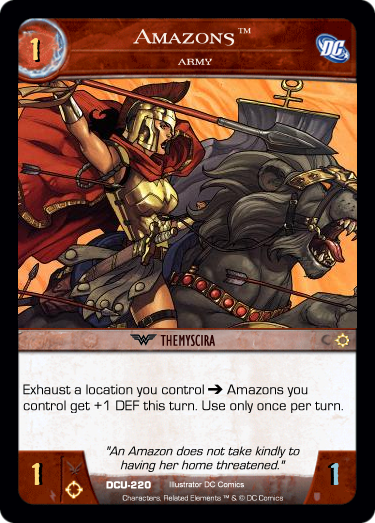 1
AMAZONS™
DC
ARMY
THEMYSCIRA
Exhaust a location you control ➔ Amazons you
control get +1 DEF this turn. Use only once per turn.
"An Amazon does not take kindly to
having her home threatened."
1
DCU-220 Illustrator DC Comics
1
Characters, Related Elements ™ & © DC Comics